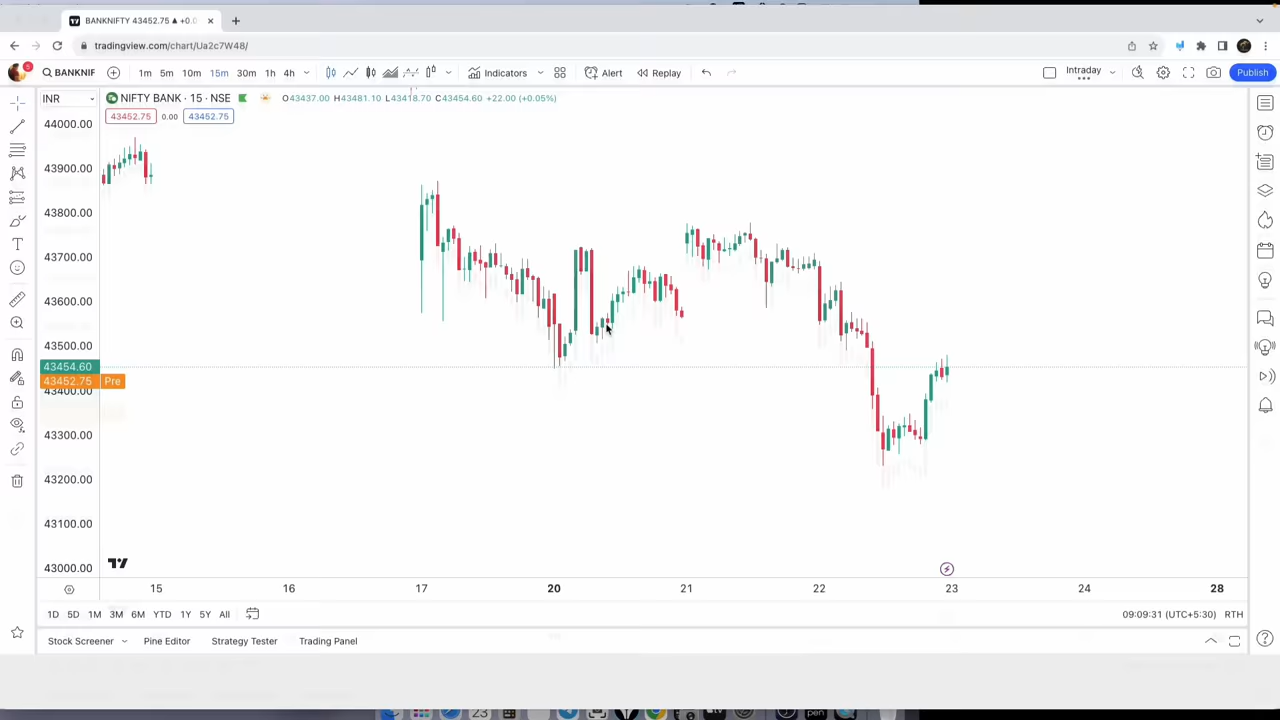 BANKNIFTY 43452.75 ▲ +0.0
tradingview.com/chart/Ua2c7W48/
BANKNIF 1m 5m 10m 15m 30m 1h 4h Indicators Alert Replay Intraday Publish
INR NIFTY BANK · 15 · NSE O43437.00 H43481.10 L43418.70 C43454.60 +22.00 (+0.05%)
43452.75 0.00 43452.75
44000.00
43900.00
43800.00
43700.00
43600.00
43500.00
43454.60
43452.75 Pre
43400.00
43300.00
43200.00
43100.00
43000.00
15 16 17 20 21 22 23 24 28
1D 5D 1M 3M 6M YTD 1Y 5Y All 09:09:31 (UTC+5:30) RTH
Stock Screener Pine Editor Strategy Tester Trading Panel
23 pen